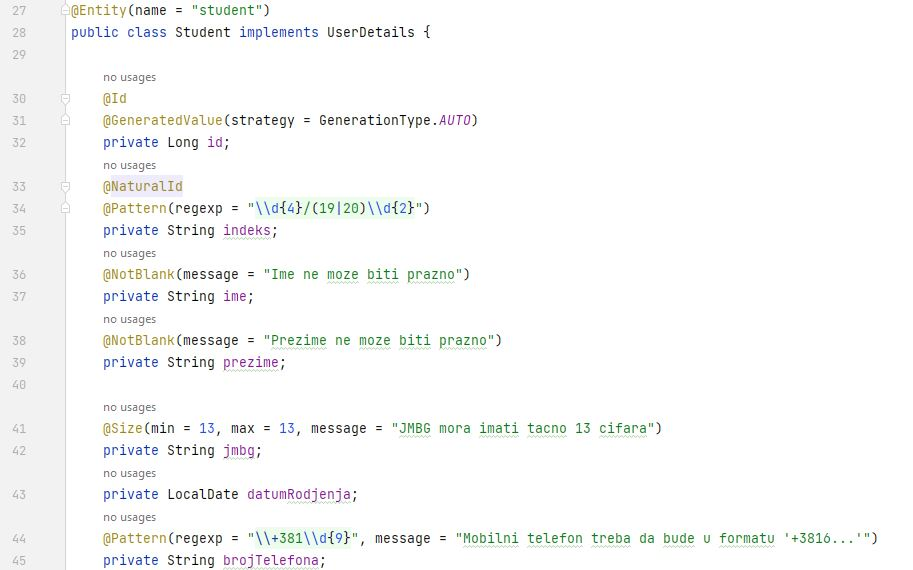 27 @Entity(name = "student")
28 public class Student implements UserDetails {
29
no usages
30 @Id
31 @GeneratedValue(strategy = GenerationType.AUTO)
32 private Long id;
no usages
33 @NaturalId
34 @Pattern(regexp = "\\d{4}/(19|20)\\d{2}")
35 private String indeks;
no usages
36 @NotBlank(message = "Ime ne moze biti prazno")
37 private String ime;
no usages
38 @NotBlank(message = "Prezime ne moze biti prazno")
39 private String prezime;
40
no usages
41 @Size(min = 13, max = 13, message = "JMBG mora imati tacno 13 cifara")
42 private String jmbg;
no usages
43 private LocalDate datumRodjenja;
no usages
44 @Pattern(regexp = "\\+381\\d{9}", message = "Mobilni telefon treba da bude u formatu '+3816...'")
45 private String brojTelefona;